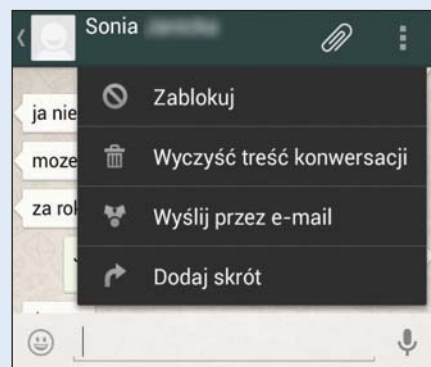 Sonia
ja nie
Zablokuj
moze
Wyczyść treść konwersacji
za rok
Wyślij przez e-mail
Dodaj skrót